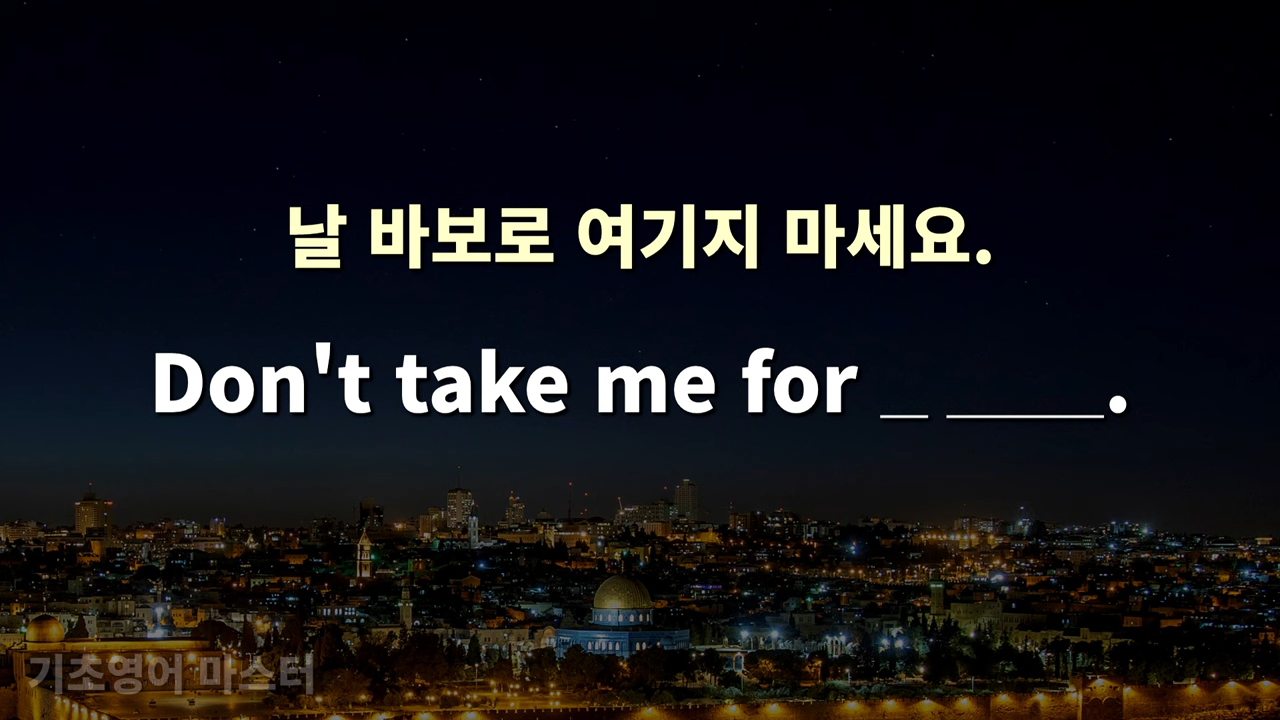 날 바보로 여기지 마세요.
Don't take me for _ ____.
기초영어 마스터